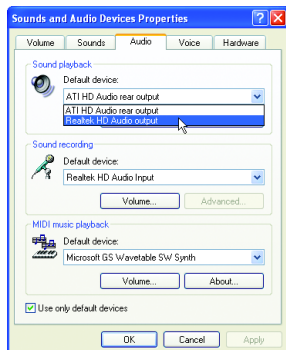 Sounds and Audio Devices Properties
Volume Sounds Audio Voice Hardware
Sound playback
Default device:
ATI HD Audio rear output
ATI HD Audio rear output
Realtek HD Audio output
Sound recording
Default device:
Realtek HD Audio Input
Volume... Advanced...
MIDI music playback
Default device:
Microsoft GS Wavetable SW Synth
Volume... About...
Use only default devices
OK Cancel Apply